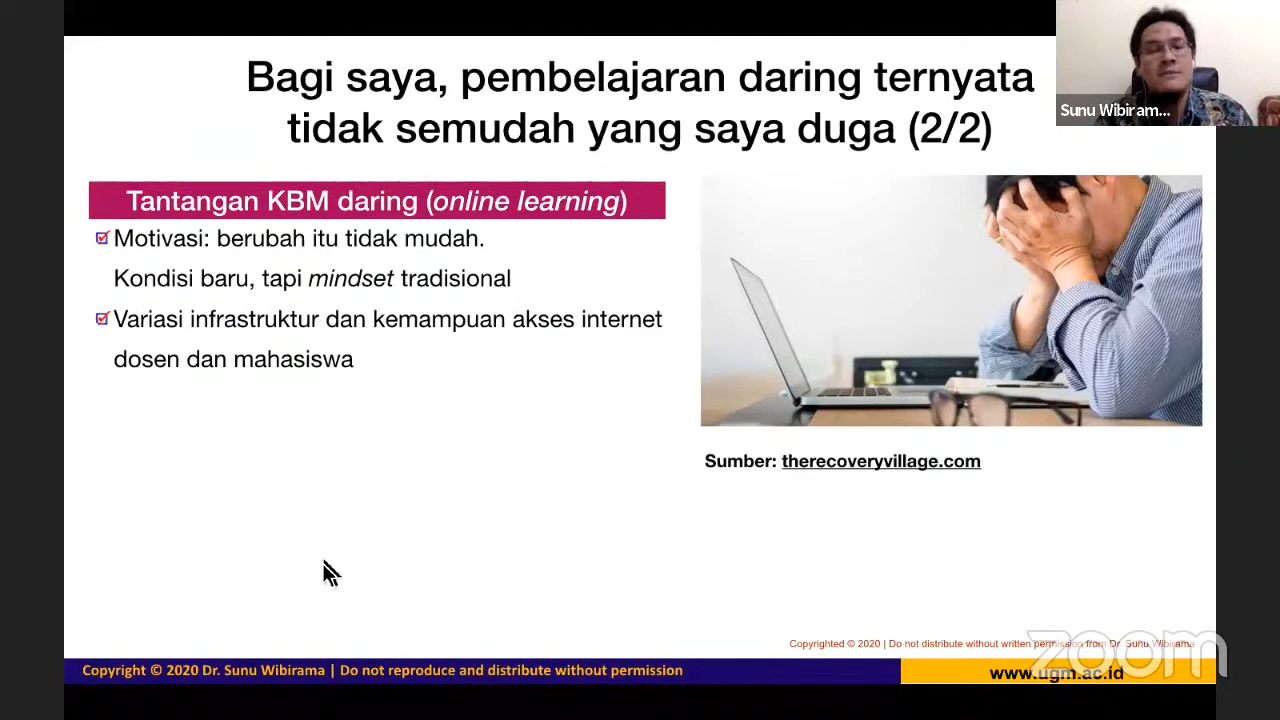 Bagi saya, pembelajaran daring ternyata
tidak semudah yang saya duga (2/2)
Sunu Wibiram...
Tantangan KBM daring (online learning)
Motivasi: berubah itu tidak mudah.
Kondisi baru, tapi mindset tradisional
Variasi infrastruktur dan kemampuan akses internet
dosen dan mahasiswa
Sumber: therecoveryvillage.com
Copyrighted © 2020 | Do not distribute without written permission from Dr. Sunu Wibirama
zoom
Copyright © 2020 Dr. Sunu Wibirama | Do not reproduce and distribute without permission
www.ugm.ac.id